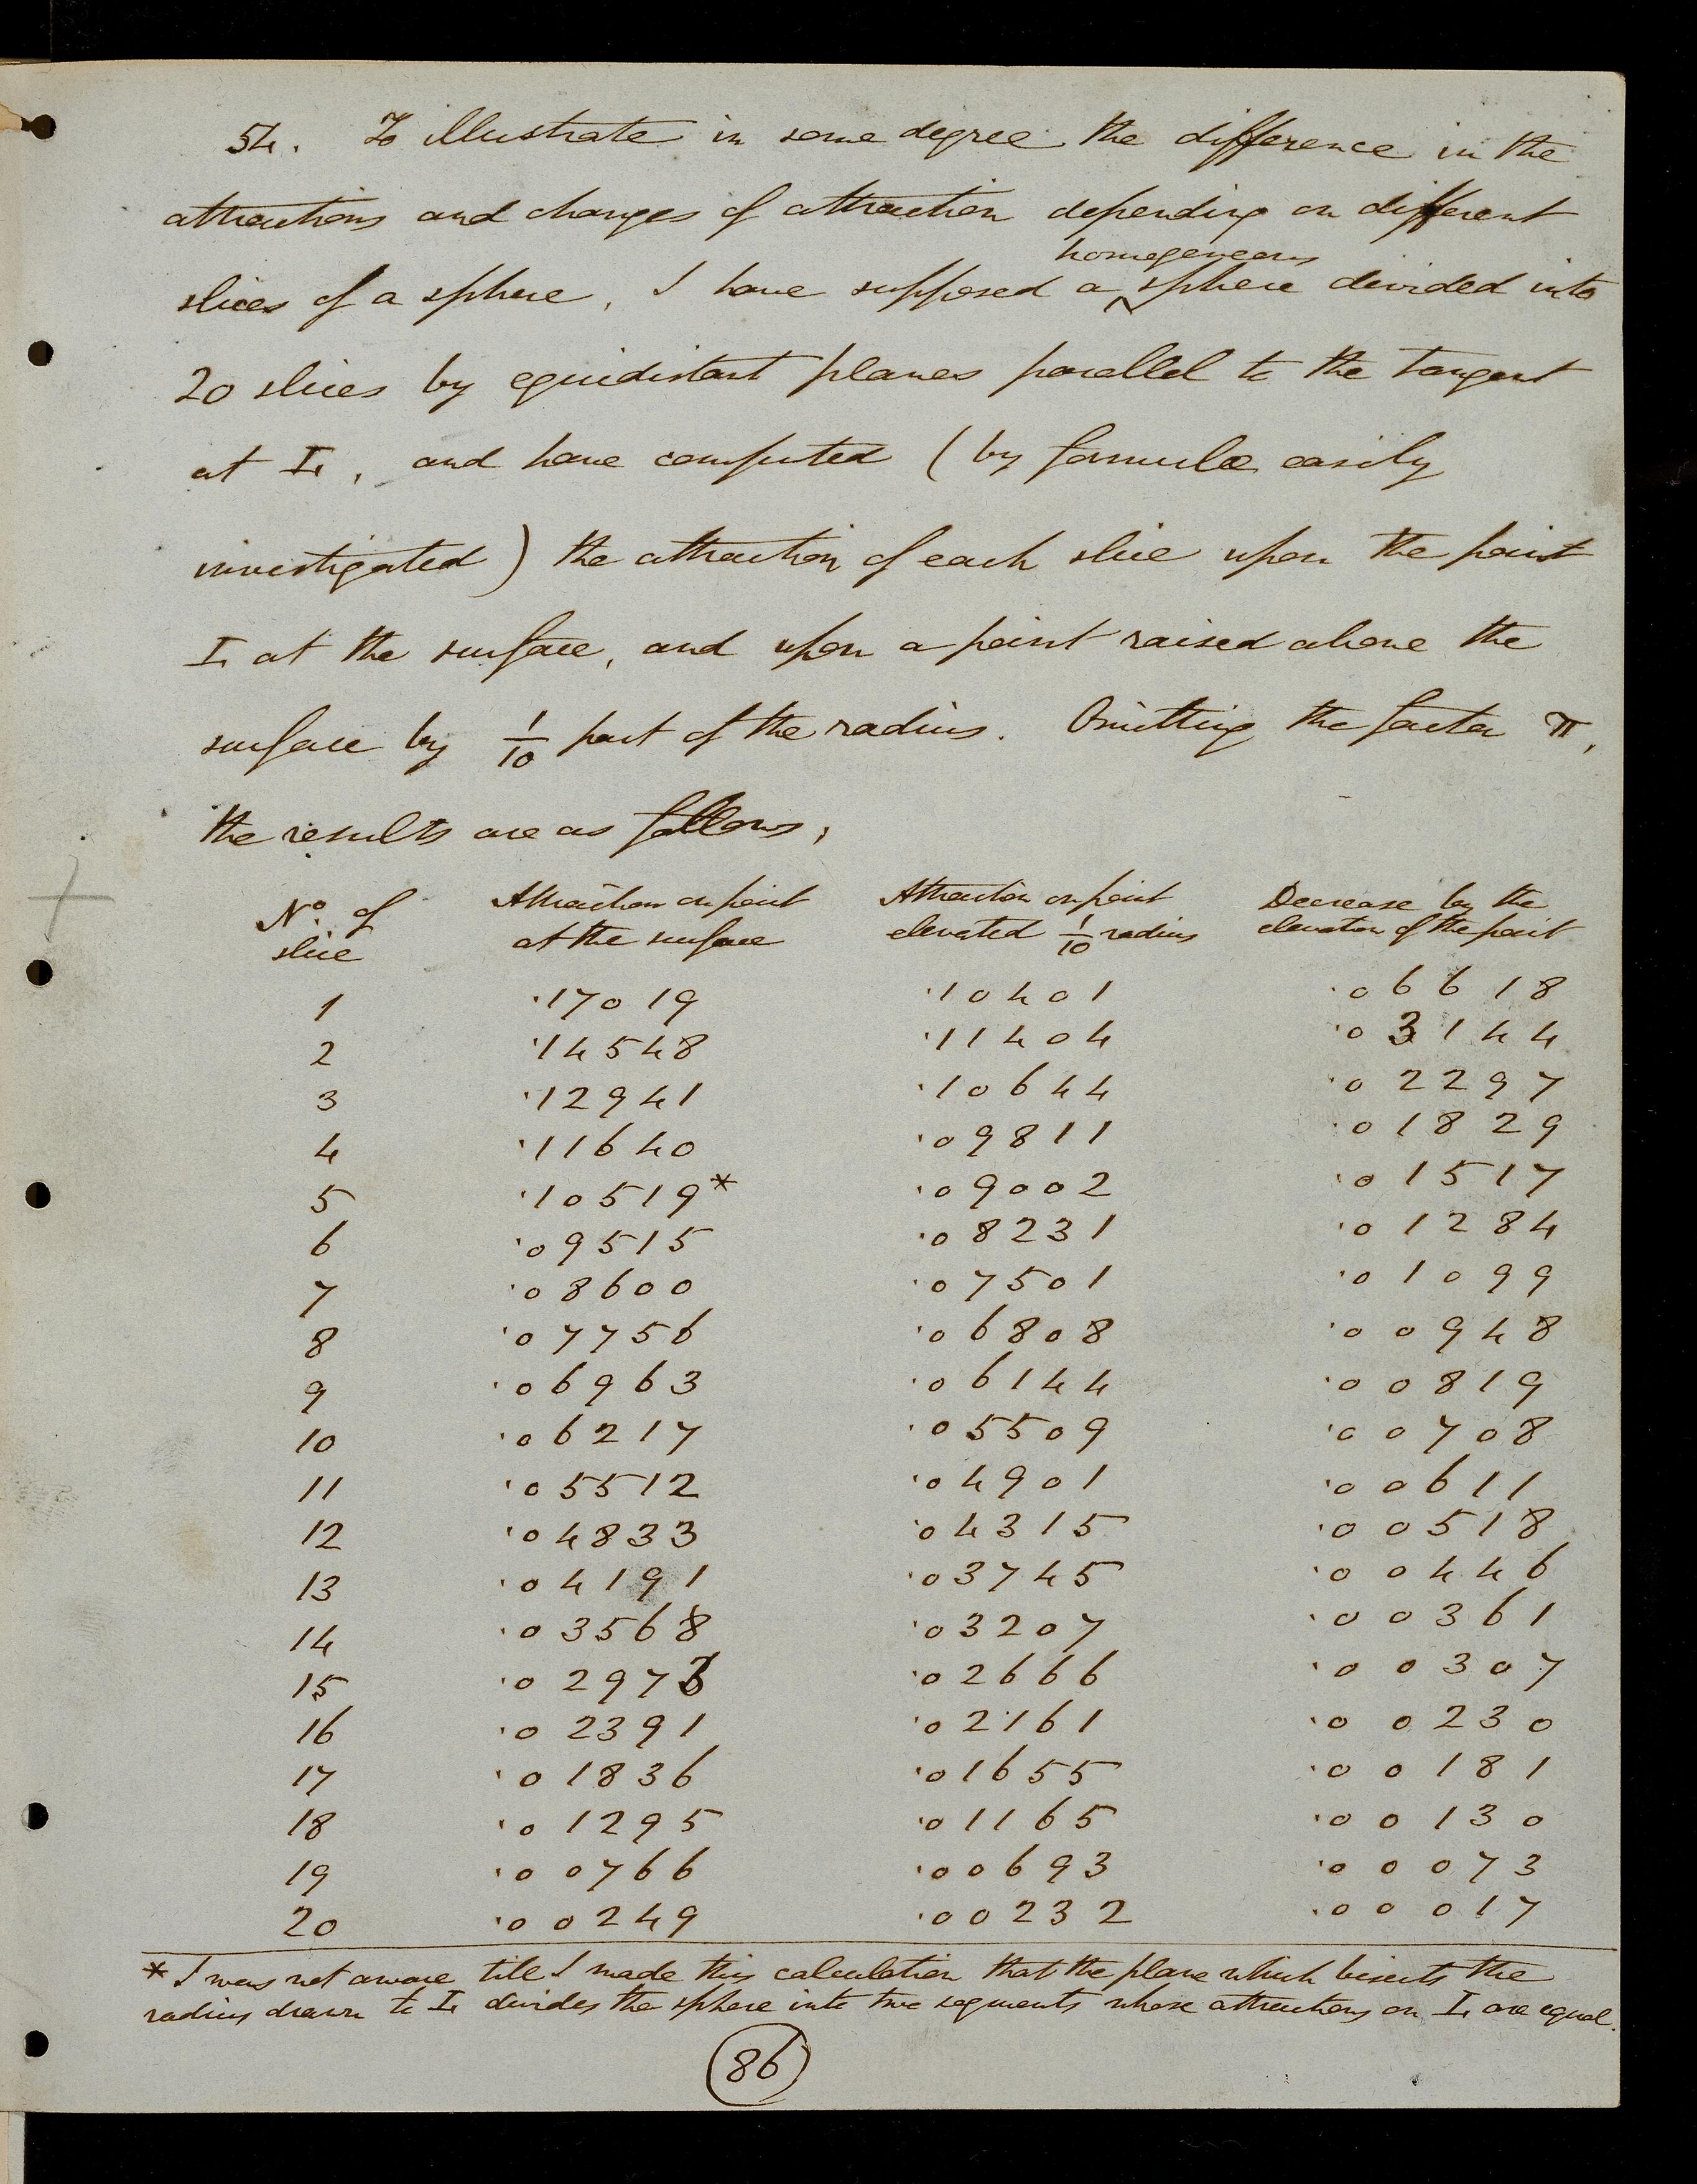 54. To illustrate in some degree the difference in the
attractions and changes of attraction depending on different
homogeneous
slices of a sphere, I have supposed a ‸ sphere divided into
20 slices by equidistant planes parallel to the tangent
at I, and have computed (by formulæ easily
investigated) the attraction of each slice upon the point
I, at the surface, and upon a point raised above the
surface by 1/10 part of the radius. Omitting the factor π,
the results are as follows,
No. of slice Attraction on point at the surface Attraction on point elevated 1/10 radius Decrease by the elevation of the point
1 ·17019 ·10401 ·06618
2 ·14548 ·11404 ·03144
3 ·12941 ·10644 ·02297
4 ·11640 ·09811 ·01829
5 ·10519* ·09002 ·01517
6 ·09515 ·08231 ·01284
7 ·08600 ·07501 ·01099
8 ·07756 ·06808 ·00948
9 ·06963 ·06144 ·00819
10 ·06217 ·05509 ·00708
11 ·05512 ·04901 ·00611
12 ·04833 ·04315 ·00518
13 ·04191 ·03745 ·00446
14 ·03568 ·03207 ·00361
15 ·02973 ·02666 ·00307
16 ·02391 ·02161 ·00230
17 ·01836 ·01655 ·00181
18 ·01295 ·01165 ·00130
19 ·00766 ·00693 ·00073
20 ·00249 ·00232 ·00017
* I was not aware till I made this calculation that the plane which bisects the
radius drawn to I, divides the sphere into two segments whose attractions on I, are equal.
86